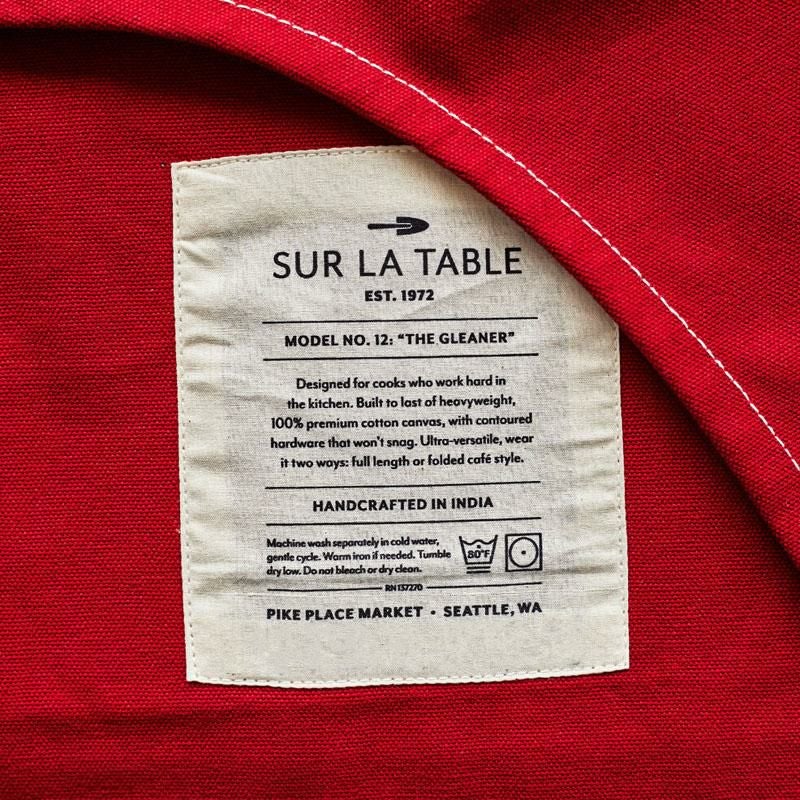 SUR LA TABLE
EST. 1972
MODEL NO. 12: “THE GLEANER”
Designed for cooks who work hard in
the kitchen. Built to last of heavyweight,
100% premium cotton canvas, with contoured
hardware that won't snag. Ultra-versatile, wear
it two ways: full length or folded café style.
HANDCRAFTED IN INDIA
Machine wash separately in cold water,
gentle cycle. Warm iron if needed. Tumble
dry low. Do not bleach or dry clean.
80°F
RN 157270
PIKE PLACE MARKET • SEATTLE, WA